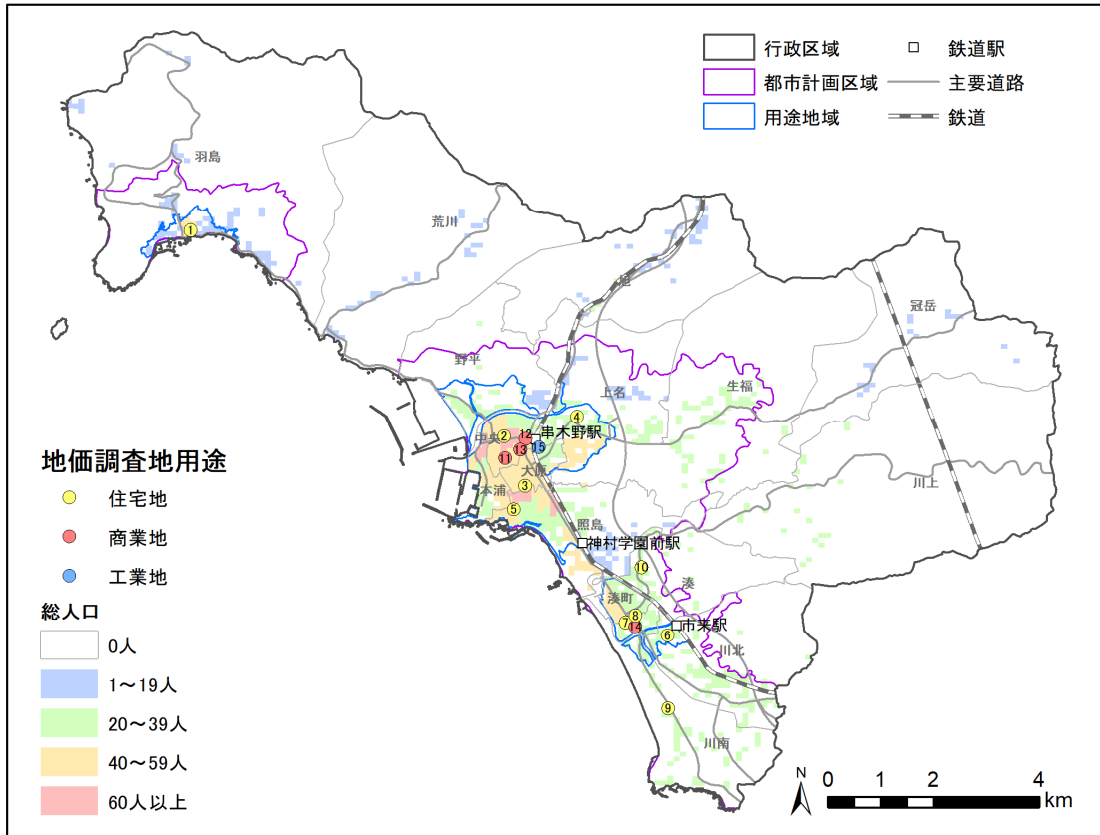 行政区域
鉄道駅
都市計画区域
主要道路
用途地域
鉄道
羽島
荒川
旭
冠岳
野平
上名
生福
中央
串木野駅
大原
本浦
川上
照島
神村学園前駅
湊
湊町
市来駅
川北
川南
1
2
3
4
5
6
7
8
9
10
11
12
13
14
15
地価調査地用途
住宅地
商業地
工業地
総人口
0人
1～19人
20～39人
40～59人
60人以上
N
0 1 2 4
km